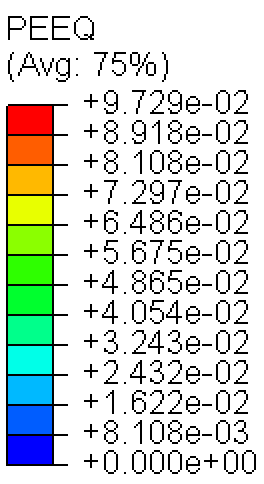 PEEQ
(Avg: 75%)
+9.729e-02
+8.918e-02
+8.108e-02
+7.297e-02
+6.486e-02
+5.675e-02
+4.865e-02
+4.054e-02
+3.243e-02
+2.432e-02
+1.622e-02
+8.108e-03
+0.000e+00